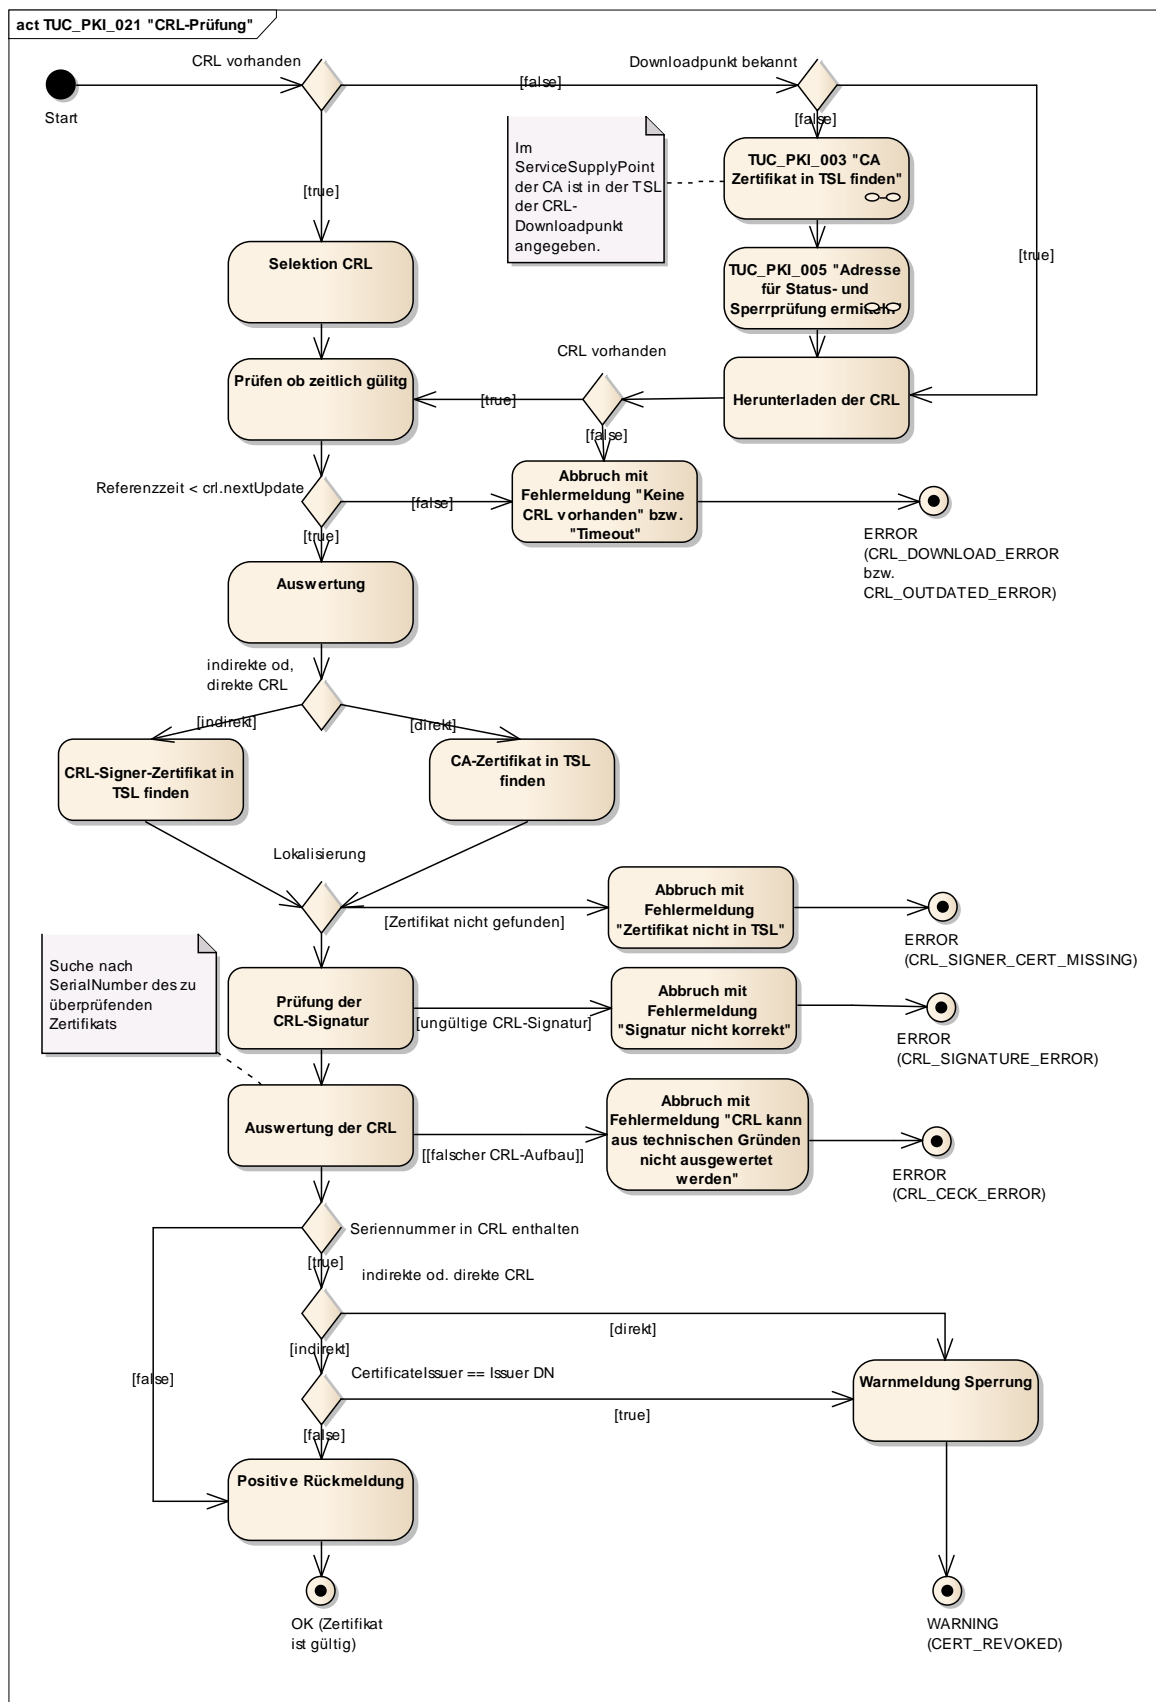 act TUC_PKI_021 "CRL-Prüfung"
CRL vorhanden
Start
[false]
Downloadpunkt bekannt
[false]
[true]
[true]
Im
ServiceSupplyPoint
der CA ist in der TSL
der CRL-
Downloadpunkt
angegeben.
TUC_PKI_003 "CA
Zertifikat in TSL finden"
TUC_PKI_005 "Adresse
für Status- und
Sperrprüfung ermitteln"
Herunterladen der CRL
Selektion CRL
Prüfen ob zeitlich gülitg
CRL vorhanden
[true]
[false]
Referenzzeit < crl.nextUpdate
[false]
[true]
Abbruch mit
Fehlermeldung "Keine
CRL vorhanden" bzw.
"Timeout"
ERROR
(CRL_DOWNLOAD_ERROR
bzw.
CRL_OUTDATED_ERROR)
Auswertung
indirekte od,
direkte CRL
[indirekt]
[direkt]
CRL-Signer-Zertifikat in
TSL finden
CA-Zertifikat in TSL
finden
Lokalisierung
[Zertifikat nicht gefunden]
Abbruch mit
Fehlermeldung
"Zertifikat nicht in TSL"
ERROR
(CRL_SIGNER_CERT_MISSING)
Suche nach
SerialNumber des zu
überprüfenden
Zertifikats
Prüfung der
CRL-Signatur
[ungültige CRL-Signatur]
Abbruch mit
Fehlermeldung
"Signatur nicht korrekt"
ERROR
(CRL_SIGNATURE_ERROR)
Auswertung der CRL
[[falscher CRL-Aufbau]]
Abbruch mit
Fehlermeldung "CRL kann
aus technischen Gründen
nicht ausgewertet
werden"
ERROR
(CRL_CECK_ERROR)
Seriennummer in CRL enthalten
[true]
indirekte od. direkte CRL
[direkt]
[indirekt]
[false]
CertificateIssuer == Issuer DN
[true]
[false]
Warnmeldung Sperrung
Positive Rückmeldung
OK (Zertifikat
ist gültig)
WARNING
(CERT_REVOKED)